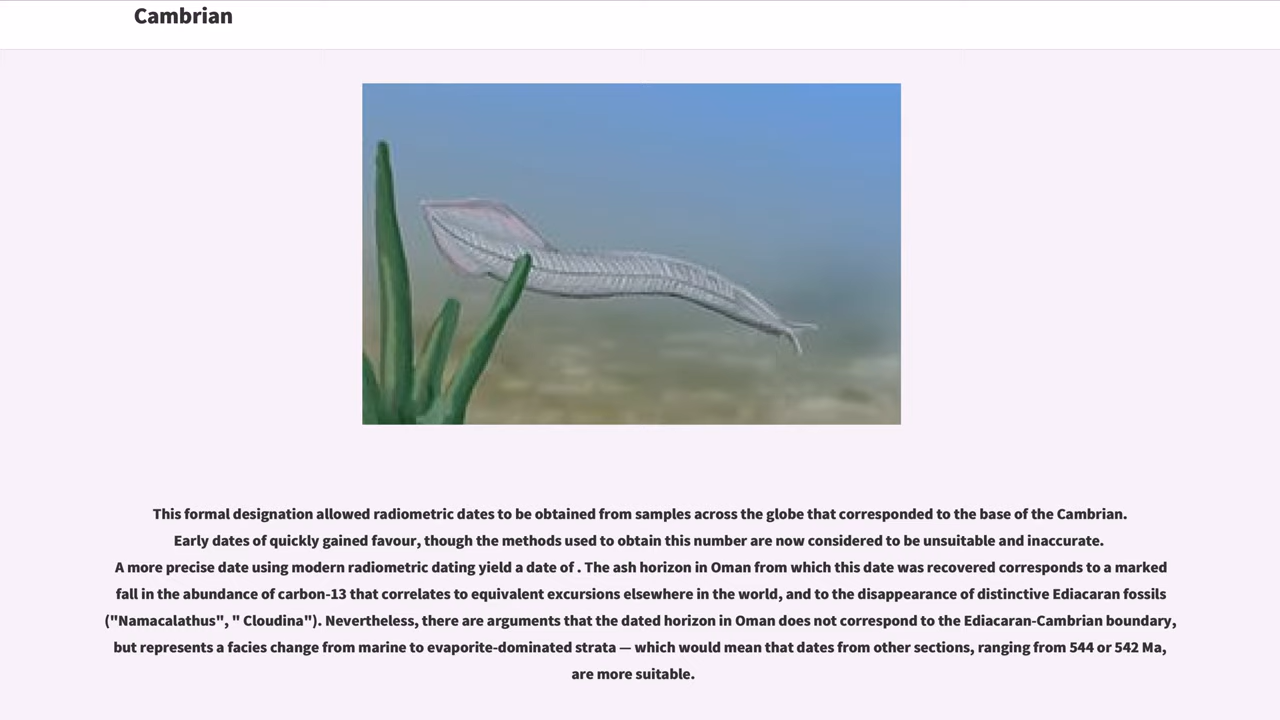 Cambrian
This formal designation allowed radiometric dates to be obtained from samples across the globe that corresponded to the base of the Cambrian.
Early dates of quickly gained favour, though the methods used to obtain this number are now considered to be unsuitable and inaccurate.
A more precise date using modern radiometric dating yield a date of . The ash horizon in Oman from which this date was recovered corresponds to a marked
fall in the abundance of carbon-13 that correlates to equivalent excursions elsewhere in the world, and to the disappearance of distinctive Ediacaran fossils
("Namacalathus", " Cloudina"). Nevertheless, there are arguments that the dated horizon in Oman does not correspond to the Ediacaran-Cambrian boundary,
but represents a facies change from marine to evaporite-dominated strata — which would mean that dates from other sections, ranging from 544 or 542 Ma,
are more suitable.